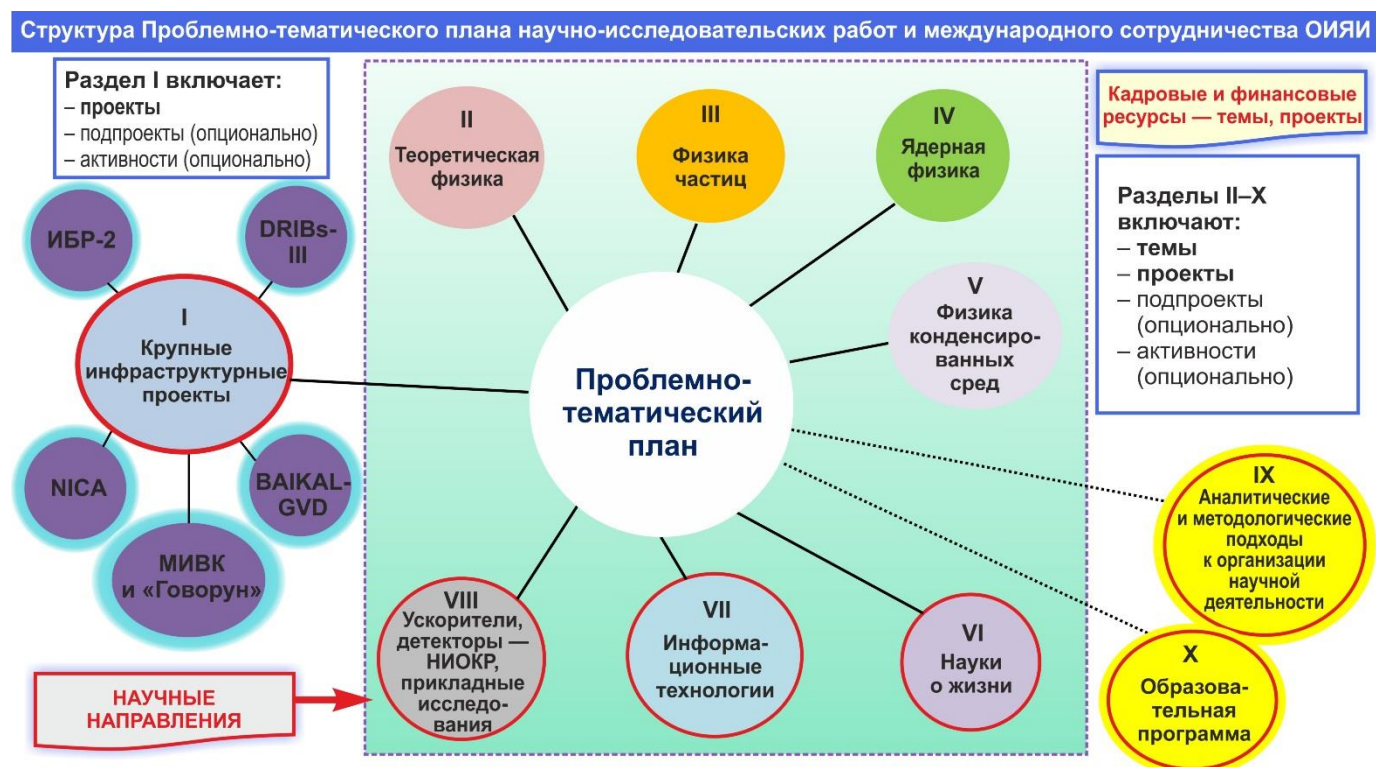 Структура Проблемно-тематического плана научно-исследовательских работ и международного сотрудничества ОИЯИ
Раздел I включает:
– проекты
– подпроекты (опционально)
– активности (опционально)
ИБР-2
DRIBs-
III
I
Крупные
инфраструктурные
проекты
NICA
BAIKAL-
GVD
МИВК
и «Говорун»
НАУЧНЫЕ
НАПРАВЛЕНИЯ
II
Теоретическая
физика
III
Физика
частиц
IV
Ядерная
физика
V
Физика
конденсиро-
ванных
сред
Проблемно-
тематический
план
VIII
Ускорители,
детекторы —
НИОКР,
прикладные
исследо-
вания
VII
Информа-
ционные
технологии
VI
Науки
о жизни
Кадровые и финансовые
ресурсы — темы, проекты
Разделы II–X
включают:
– темы
– проекты
– подпроекты
(опционально)
– активности
(опционально)
IX
Аналитические
и методологические
подходы
к организации
научной
деятельности
X
Образова-
тельная
программа